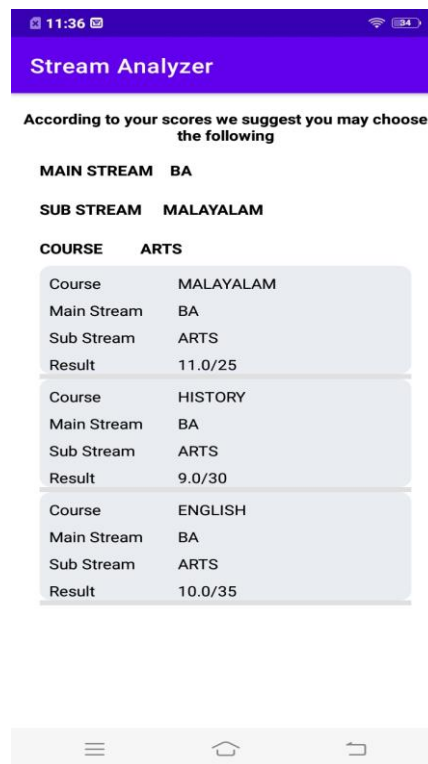 11:36
34
Stream Analyzer
According to your scores we suggest you may choose
the following
MAIN STREAM BA
SUB STREAM MALAYALAM
COURSE ARTS
Course MALAYALAM
Main Stream BA
Sub Stream ARTS
Result 11.0/25
Course HISTORY
Main Stream BA
Sub Stream ARTS
Result 9.0/30
Course ENGLISH
Main Stream BA
Sub Stream ARTS
Result 10.0/35